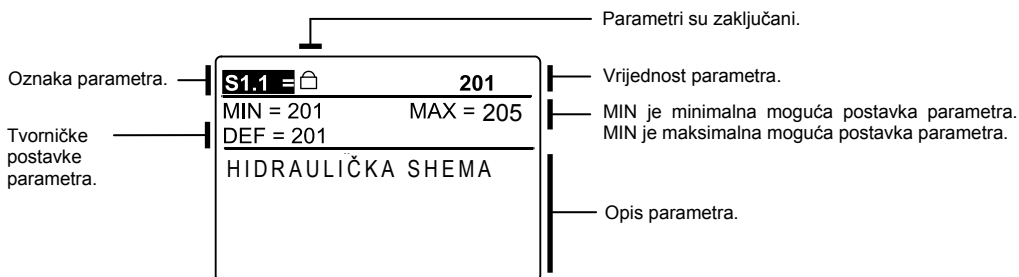 Parametri su zaključani.
Oznaka parametra.
S1.1 = 201
Vrijednost parametra.
MIN = 201 MAX = 205
MIN je minimalna moguća postavka parametra.
MIN je maksimalna moguća postavka parametra.
DEF = 201
Tvorničke
postavke
parametra.
HIDRAULIČKA SHEMA
Opis parametra.